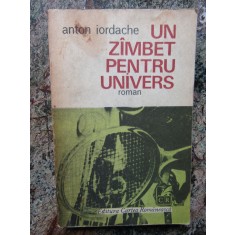 anton iordache UN
ZÎMBET
PENTRU
UNIVERS
roman
Editura Cartea Românească